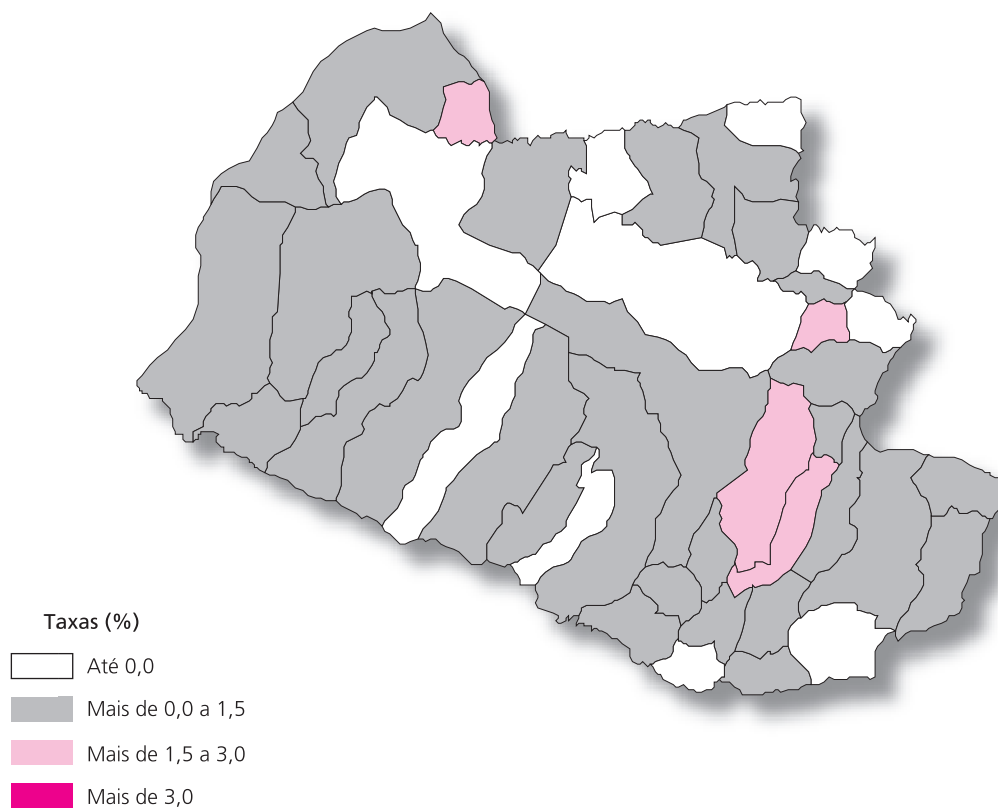 Taxas (%)
Até 0,0
Mais de 0,0 a 1,5
Mais de 1,5 a 3,0
Mais de 3,0